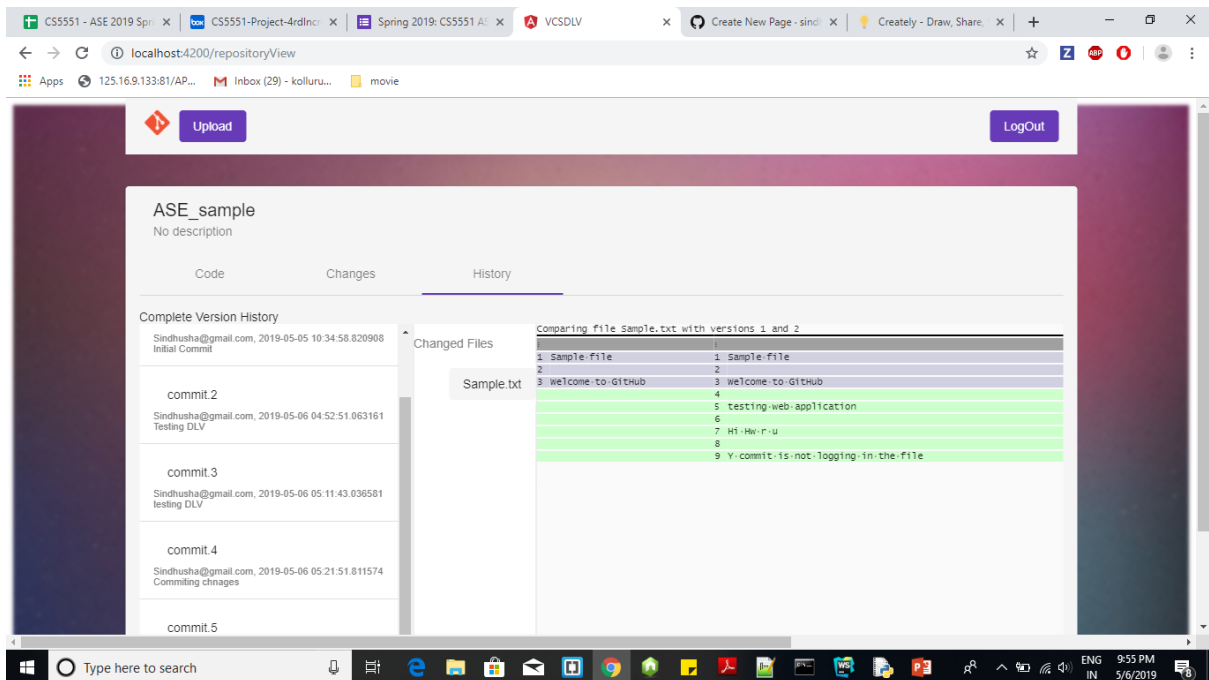 CS5551 - ASE 2019 Spri
CS5551-Project-4rdIncr
Spring 2019: CS5551 AS
VCSDLV
Create New Page · sindh
Creately - Draw, Share,
localhost:4200/repositoryView
Apps
125.16.9.133:81/AP...
Inbox (29) - kolluru...
movie
Upload
LogOut
ASE_sample
No description
Code
Changes
History
Complete Version History
Sindhusha@gmail.com, 2019-05-05 10:34:58.820908
Initial Commit
commit.2
Sindhusha@gmail.com, 2019-05-06 04:52:51.063161
Testing DLV
commit.3
Sindhusha@gmail.com, 2019-05-06 05:11:43.036581
testing DLV
commit.4
Sindhusha@gmail.com, 2019-05-06 05:21:51.811574
Commiting chnages
commit.5
Changed Files
Sample.txt
Comparing file Sample.txt with versions 1 and 2
1 Sample·file 1 Sample·file
2 2
3 Welcome·to·GitHub 3 Welcome·to·GitHub
4
5 testing·web·application
6
7 Hi·Hw·r·u
8
9 Y·commit·is·not·logging·in·the·file
Type here to search
ENG
IN
9:55 PM
5/6/2019
8